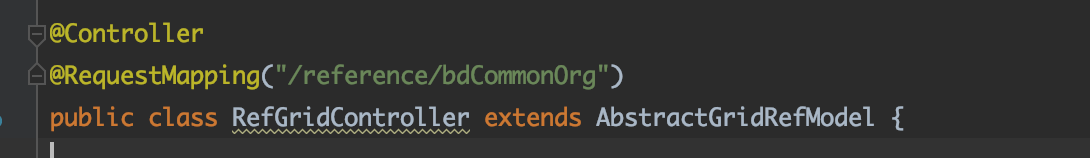 @Controller
@RequestMapping("/reference/bdCommonOrg")
public class RefGridController extends AbstractGridRefModel {